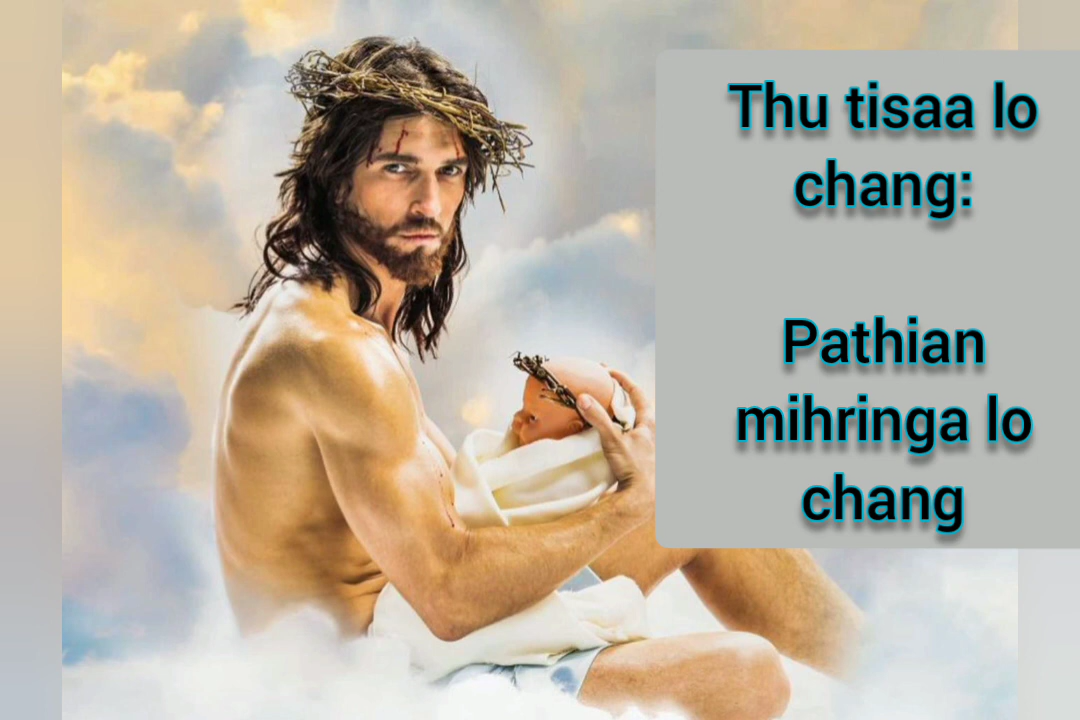 Thu tisaa lo
chang:
Pathian
mihringa lo
chang